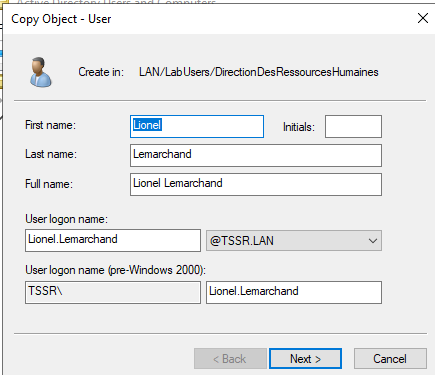 Active Directory Users and Computers
Copy Object - User
Create in: LAN/LabUsers/DirectionDesRessourcesHumaines
First name: Lionel Initials:
Last name: Lemarchand
Full name: Lionel Lemarchand
User logon name:
Lionel.Lemarchand @TSSR.LAN
User logon name (pre-Windows 2000):
TSSR\ Lionel.Lemarchand
< Back Next > Cancel